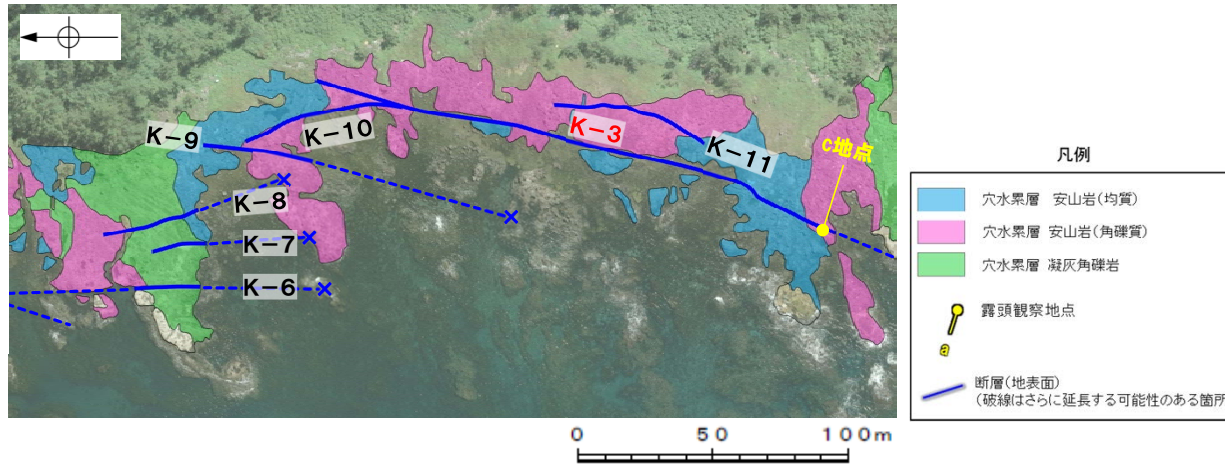 K-9
K-10
K-3
K-11
c地点
K-8
K-7
K-6
凡例
穴水累層 安山岩(均質)
穴水累層 安山岩(角礫質)
穴水累層 凝灰角礫岩
露頭観察地点
a
断層(地表面)
(破線はさらに延長する可能性のある箇所
0 50 100m